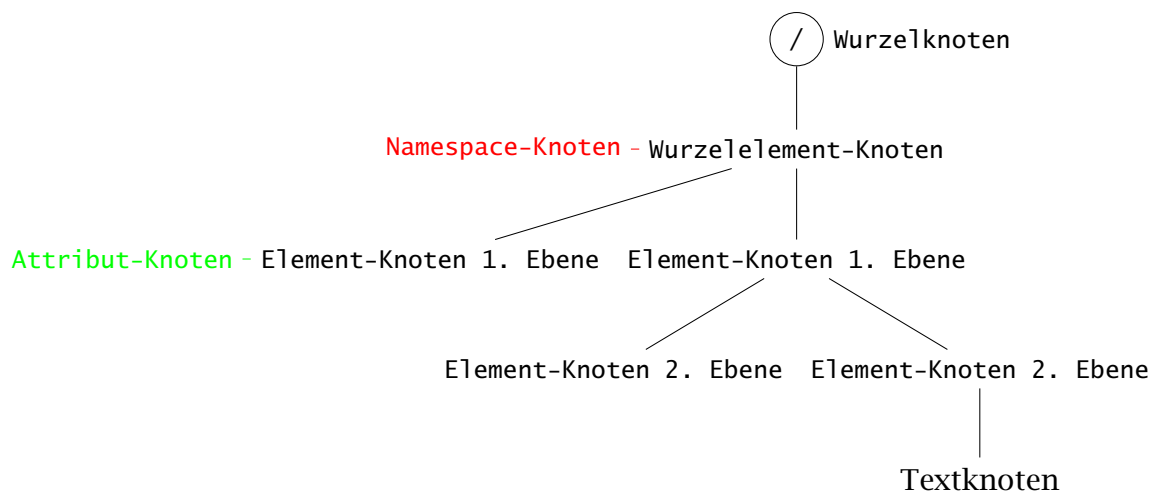 / Wurzelknoten
Namespace-Knoten - Wurzelelement-Knoten
Attribut-Knoten - Element-Knoten 1. Ebene Element-Knoten 1. Ebene
Element-Knoten 2. Ebene Element-Knoten 2. Ebene
Textknoten